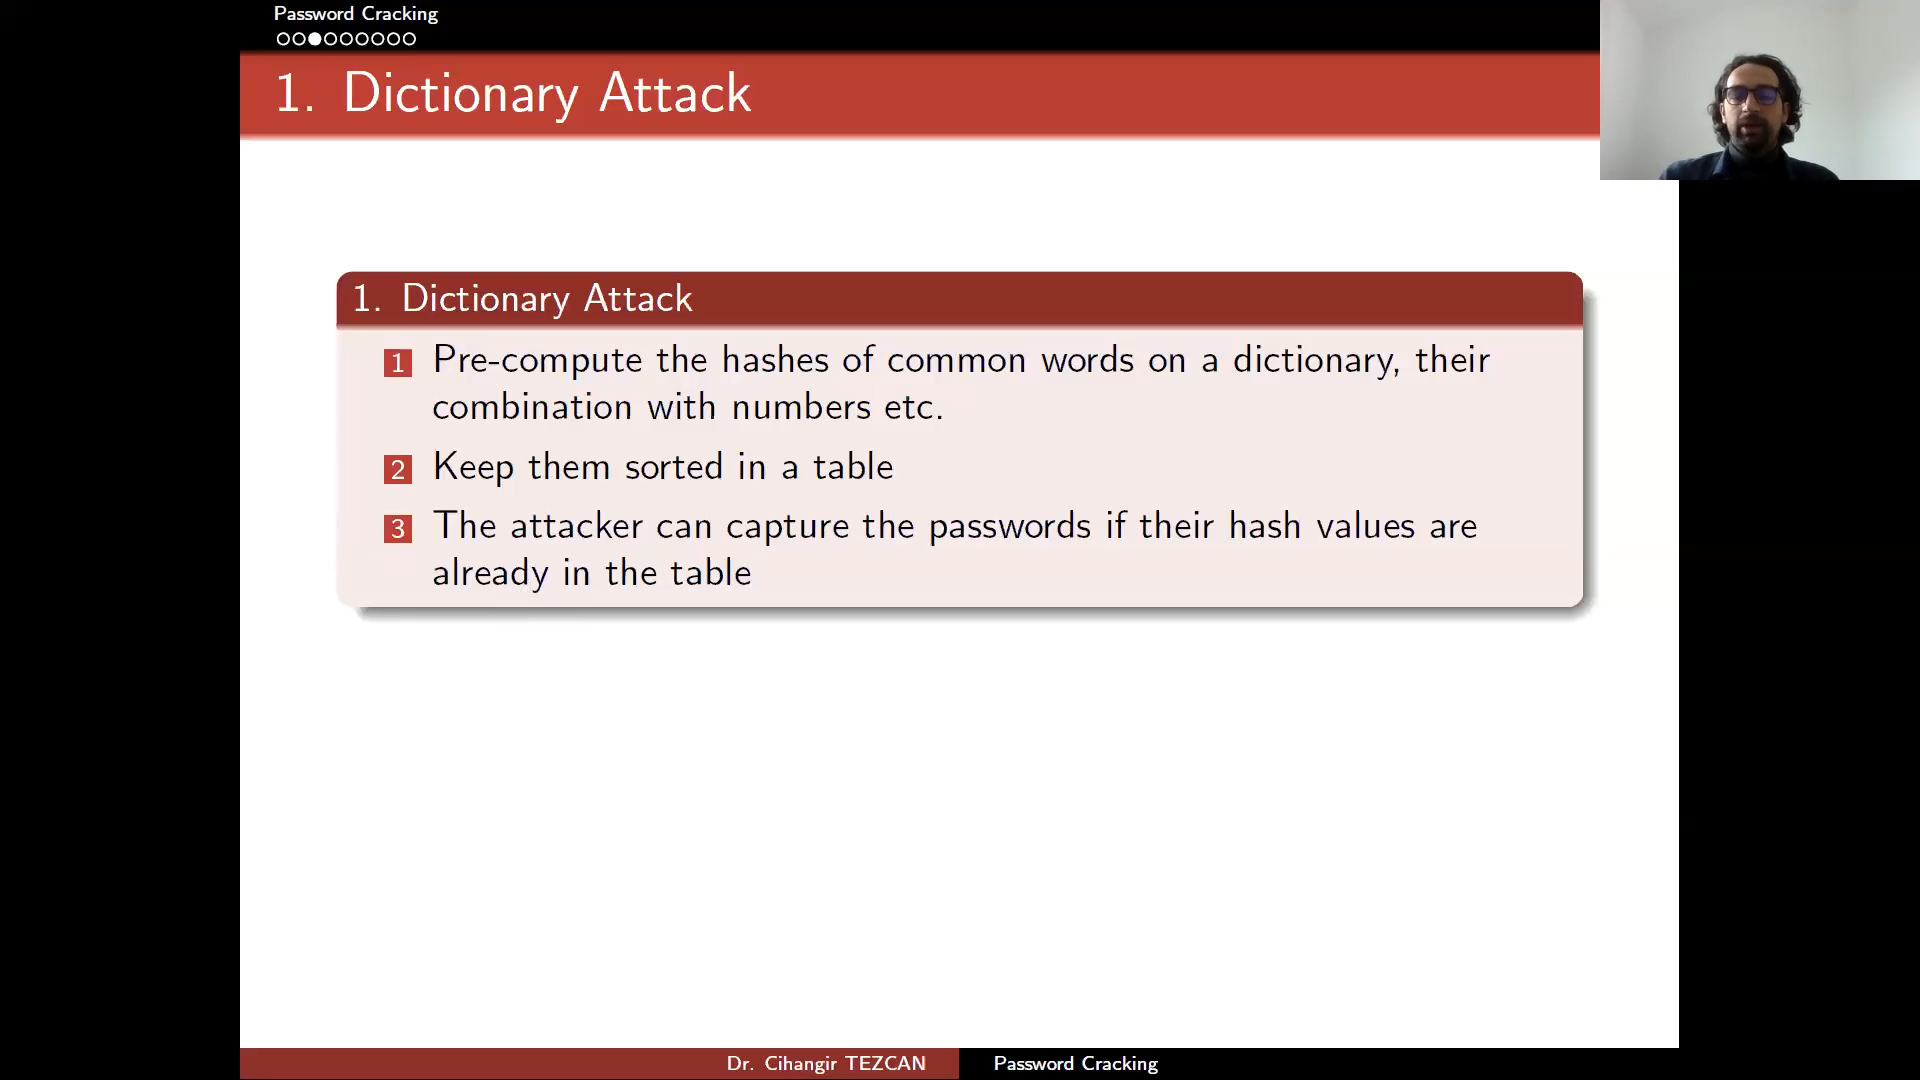 Password Cracking
1. Dictionary Attack
1. Dictionary Attack
1 Pre-compute the hashes of common words on a dictionary, their
combination with numbers etc.
2 Keep them sorted in a table
3 The attacker can capture the passwords if their hash values are
already in the table
Dr. Cihangir TEZCAN Password Cracking